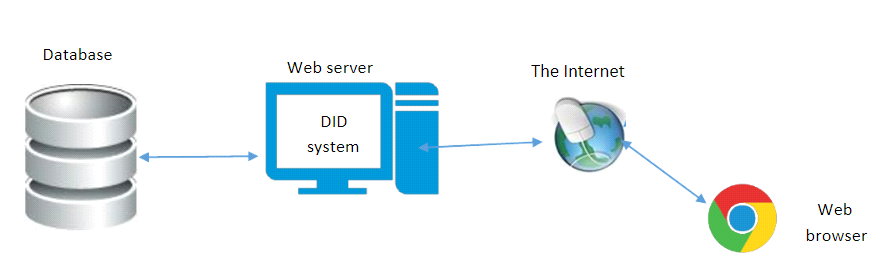 Database
Web server
The Internet
DID
system
Web
browser